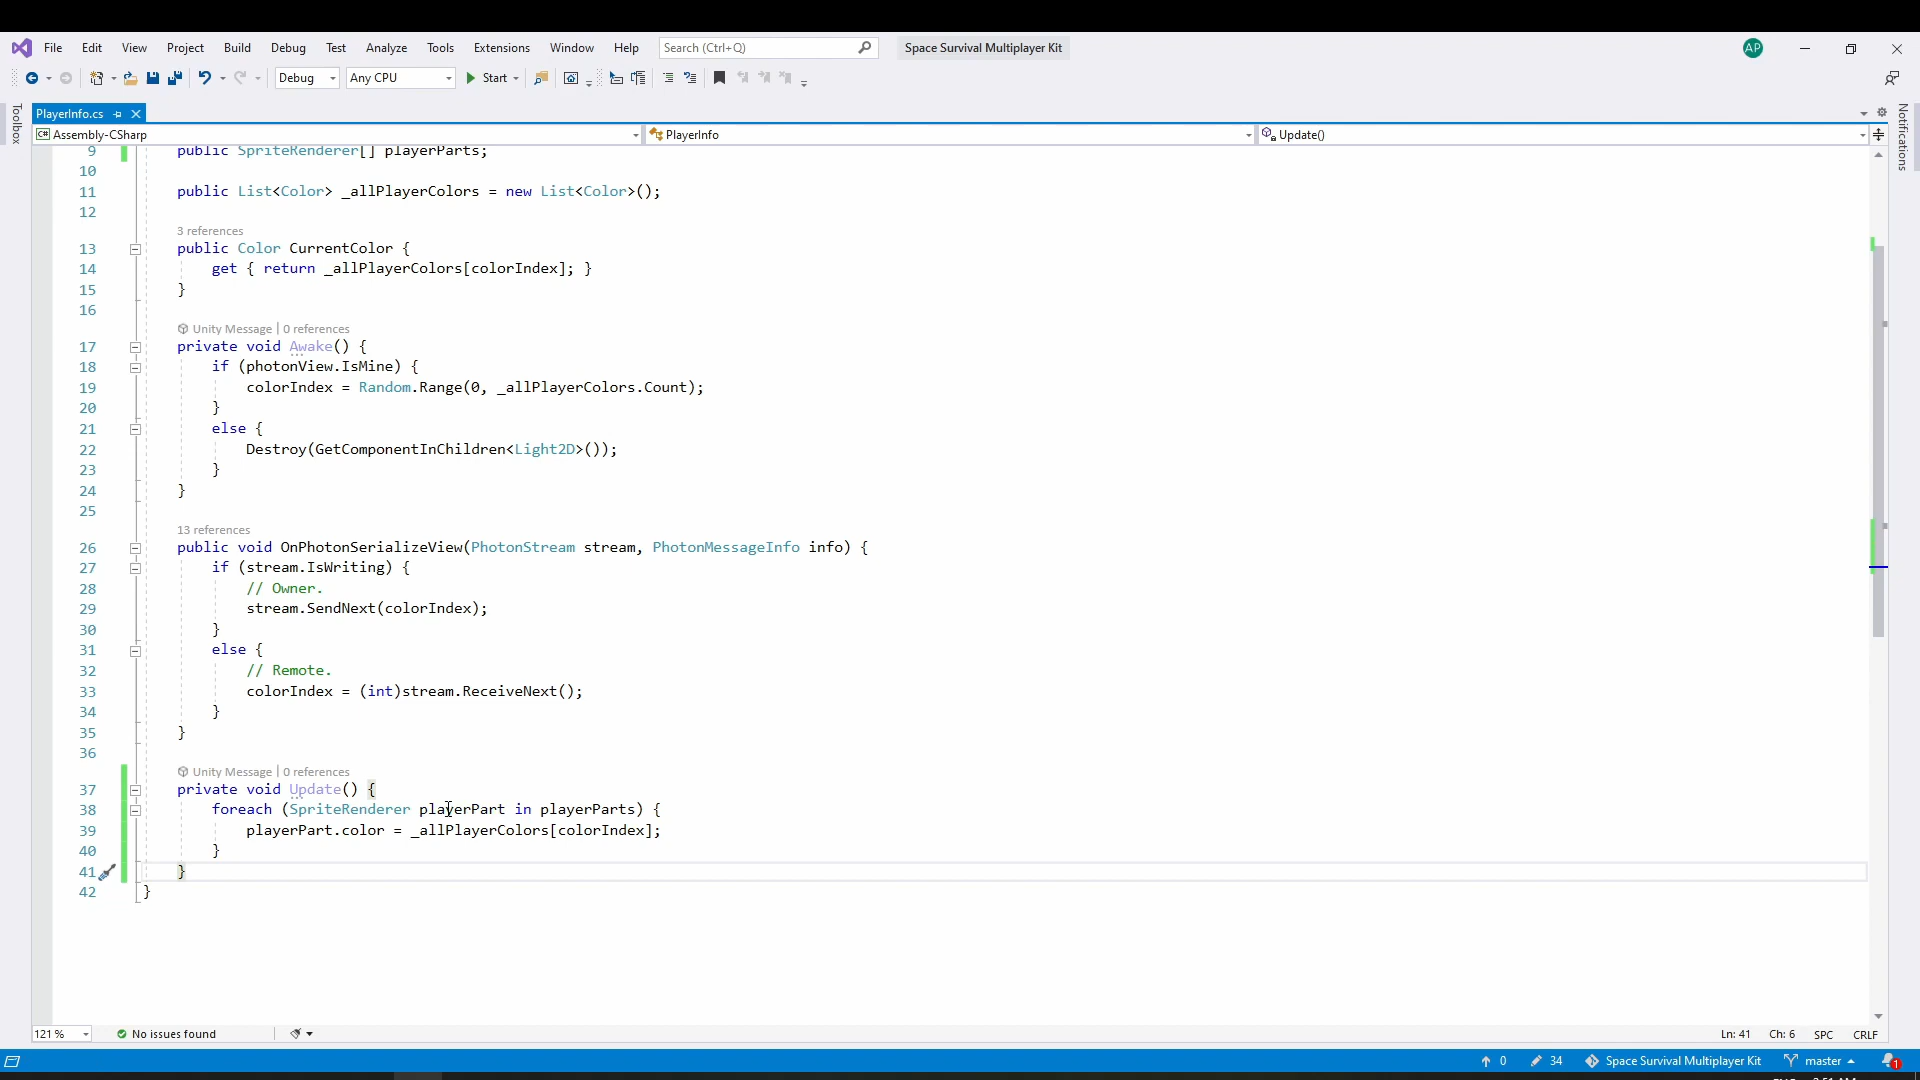 File Edit View Project Build Debug Test Analyze Tools Extensions Window Help Search (Ctrl+Q) Space Survival Multiplayer Kit AP
Debug Any CPU Start
Toolbox
PlayerInfo.cs
Notifications
C# Assembly-CSharp PlayerInfo Update()
9 public SpriteRenderer[] playerParts;
10
11 public List<Color> _allPlayerColors = new List<Color>();
12
3 references
13 public Color CurrentColor {
14 get { return _allPlayerColors[colorIndex]; }
15 }
16
Unity Message | 0 references
17 private void Awake() {
18 if (photonView.IsMine) {
19 colorIndex = Random.Range(0, _allPlayerColors.Count);
20 }
21 else {
22 Destroy(GetComponentInChildren<Light2D>());
23 }
24 }
25
13 references
26 public void OnPhotonSerializeView(PhotonStream stream, PhotonMessageInfo info) {
27 if (stream.IsWriting) {
28 // Owner.
29 stream.SendNext(colorIndex);
30 }
31 else {
32 // Remote.
33 colorIndex = (int)stream.ReceiveNext();
34 }
35 }
36
Unity Message | 0 references
37 private void Update() {
38 foreach (SpriteRenderer playerPart in playerParts) {
39 playerPart.color = _allPlayerColors[colorIndex];
40 }
41 }
42 }
121 % No issues found Ln: 41 Ch: 6 SPC CRLF
0 34 Space Survival Multiplayer Kit master 1